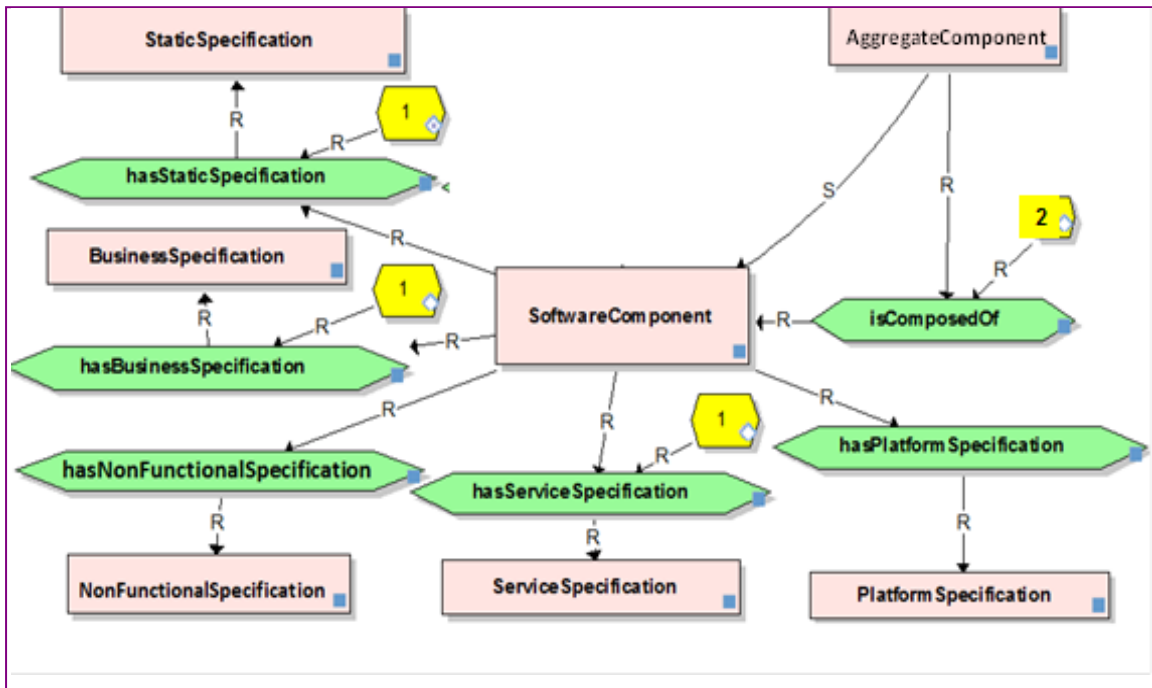 StaticSpecification
AggregateComponent
R
1
R
hasStaticSpecification
<
S
R
2
BusinessSpecification
R
R
1
SoftwareComponent
R
isComposedOf
R
R
R
hasBusinessSpecification
R
R
1
R
R
hasPlatformSpecification
hasNonFunctionalSpecification
hasServiceSpecification
R
R
R
NonFunctionalSpecification
ServiceSpecification
PlatformSpecification